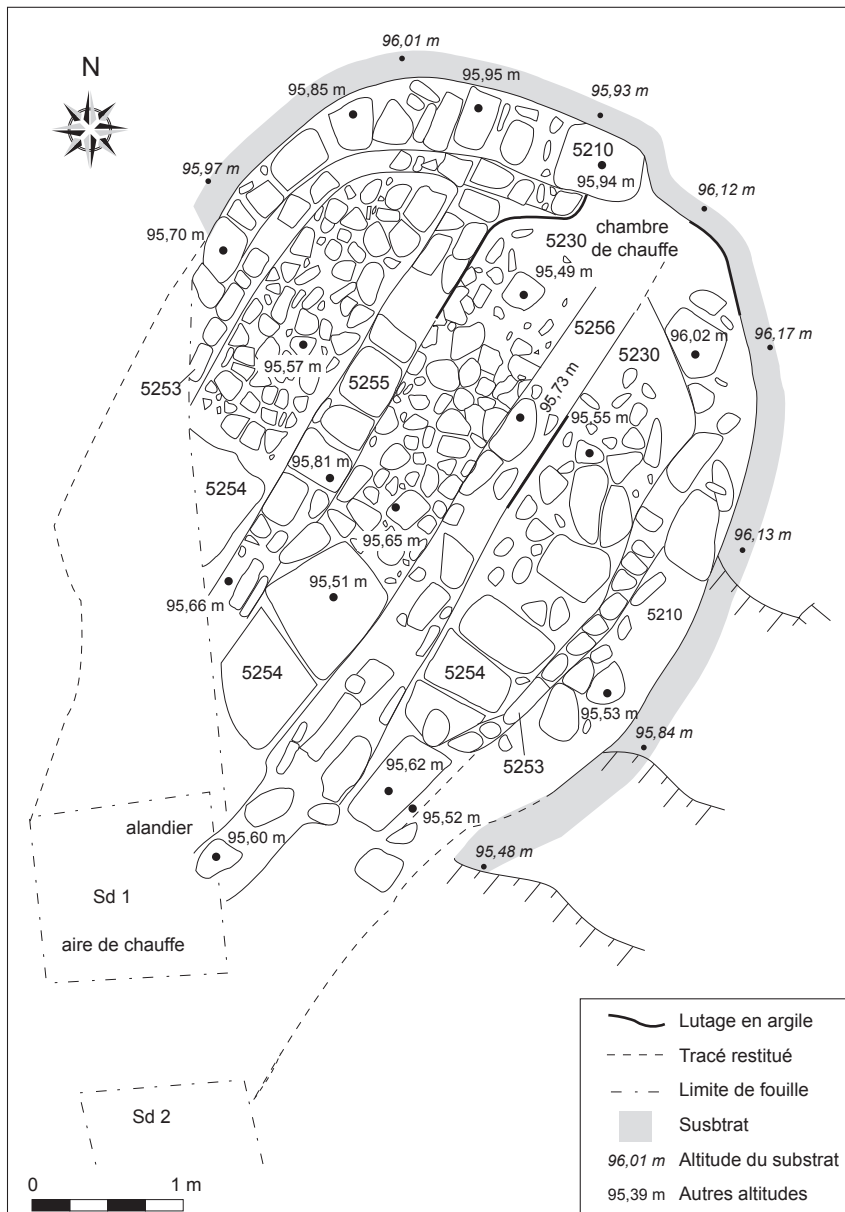 96,01 m
N
95,85 m
95,95 m
95,93 m
5210
95,94 m
95,97 m
96,12 m
95,70 m
5230
chambre
de chauffe
95,49 m
5256
96,02 m
96,17 m
95,57 m
5230
5253
5255
95,73 m
95,55 m
95,81 m
5254
95,65 m
96,13 m
95,51 m
95,66 m
5210
5254
5254
95,53 m
95,84 m
95,62 m
5253
95,52 m
alandier
95,60 m
95,48 m
Sd 1
aire de chauffe
Sd 2
0 1 m
Lutage en argile
Tracé restitué
Limite de fouille
Susbtrat
96,01 m Altitude du substrat
95,39 m Autres altitudes